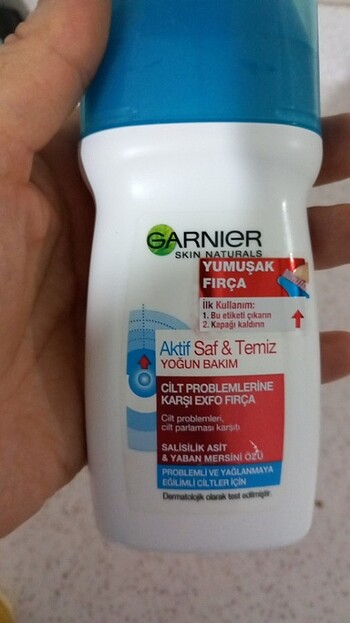 GARNIER
SKIN NATURALS
YUMUŞAK
FIRÇA
İlk Kullanım:
1. Bu etiketi çıkarın
2. Kapağı kaldırın
Aktif Saf & Temiz
YOĞUN BAKIM
CİLT PROBLEMLERİNE
KARŞI EXFO FIRÇA
Cilt problemleri,
cilt parlaması karşıtı
SALİSİLİK ASİT
& YABAN MERSİNİ ÖZÜ
PROBLEMLİ VE YAĞLANMAYA
EĞİLİMLİ CİLTLER İÇİN
Dermatolojik olarak test edilmiştir.